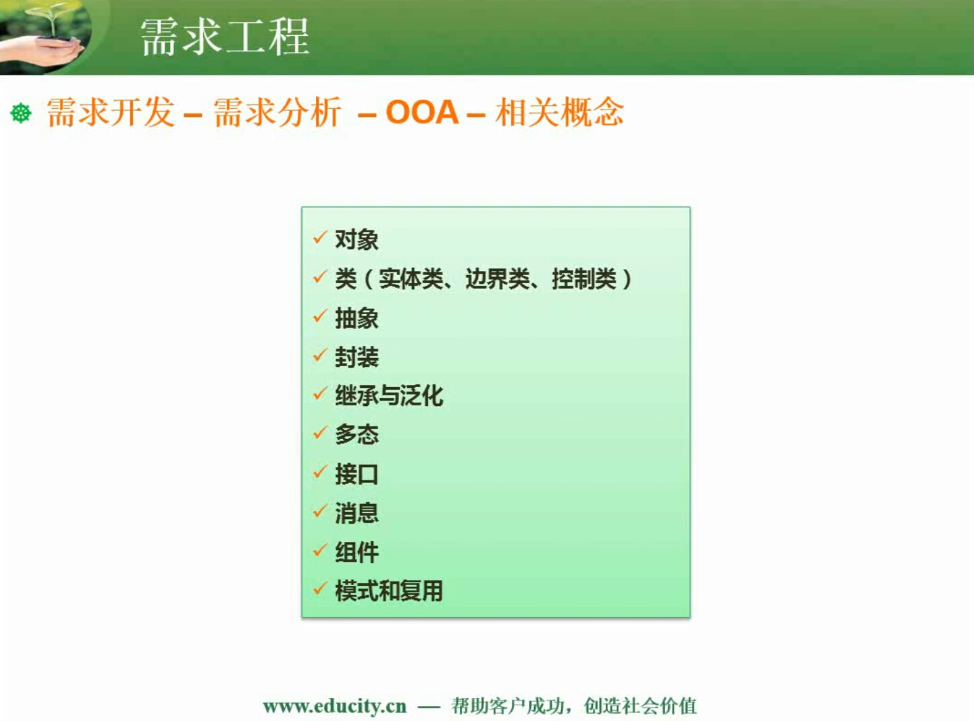 需求工程
需求开发 – 需求分析 – OOA – 相关概念
对象
类（实体类、边界类、控制类）
抽象
封装
继承与泛化
多态
接口
消息
组件
模式和复用
www.educity.cn — 帮助客户成功，创造社会价值